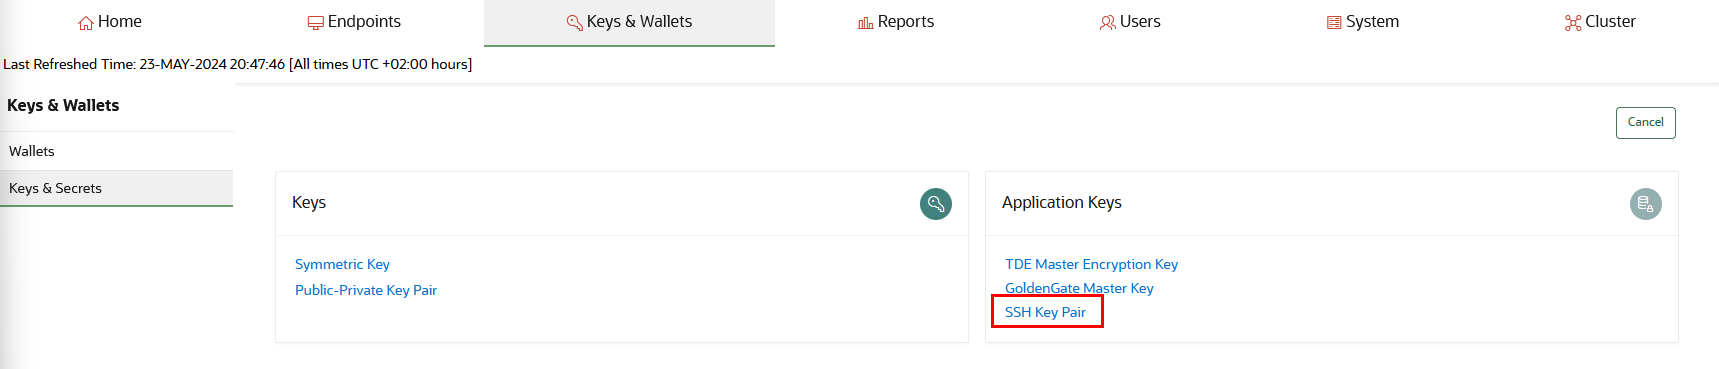 Home Endpoints Keys & Wallets Reports Users System Cluster
Last Refreshed Time: 23-MAY-2024 20:47:46 [All times UTC +02:00 hours]
Keys & Wallets
Wallets
Keys & Secrets
Cancel
Keys
Symmetric Key
Public-Private Key Pair
Application Keys
TDE Master Encryption Key
GoldenGate Master Key
SSH Key Pair